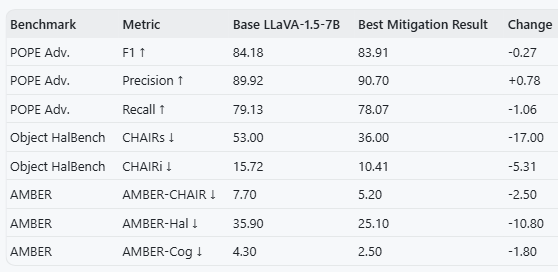 Benchmark Metric Base LLaVA-1.5-7B Best Mitigation Result Change
POPE Adv. F1 ↑ 84.18 83.91 -0.27
POPE Adv. Precision ↑ 89.92 90.70 +0.78
POPE Adv. Recall ↑ 79.13 78.07 -1.06
Object HalBench CHAIRs ↓ 53.00 36.00 -17.00
Object HalBench CHAIRi ↓ 15.72 10.41 -5.31
AMBER AMBER-CHAIR ↓ 7.70 5.20 -2.50
AMBER AMBER-Hal ↓ 35.90 25.10 -10.80
AMBER AMBER-Cog ↓ 4.30 2.50 -1.80